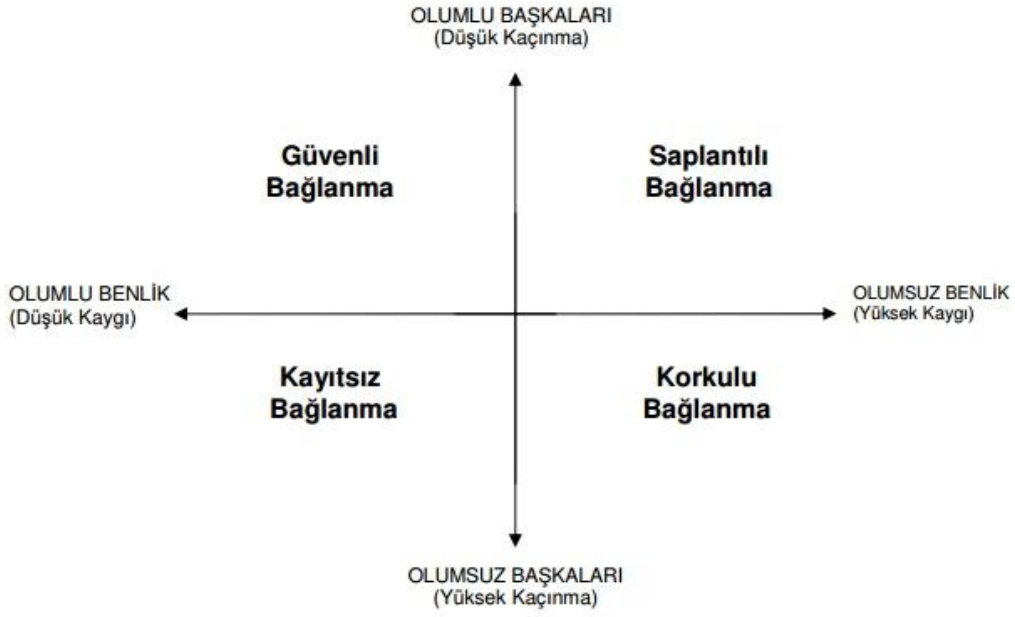 OLUMLU BAŞKALARI
(Düşük Kaçınma)
Güvenli
Bağlanma
Saplantılı
Bağlanma
OLUMLU BENLİK
(Düşük Kaygı)
OLUMSUZ BENLİK
(Yüksek Kaygı)
Kayıtsız
Bağlanma
Korkulu
Bağlanma
OLUMSUZ BAŞKALARI
(Yüksek Kaçınma)